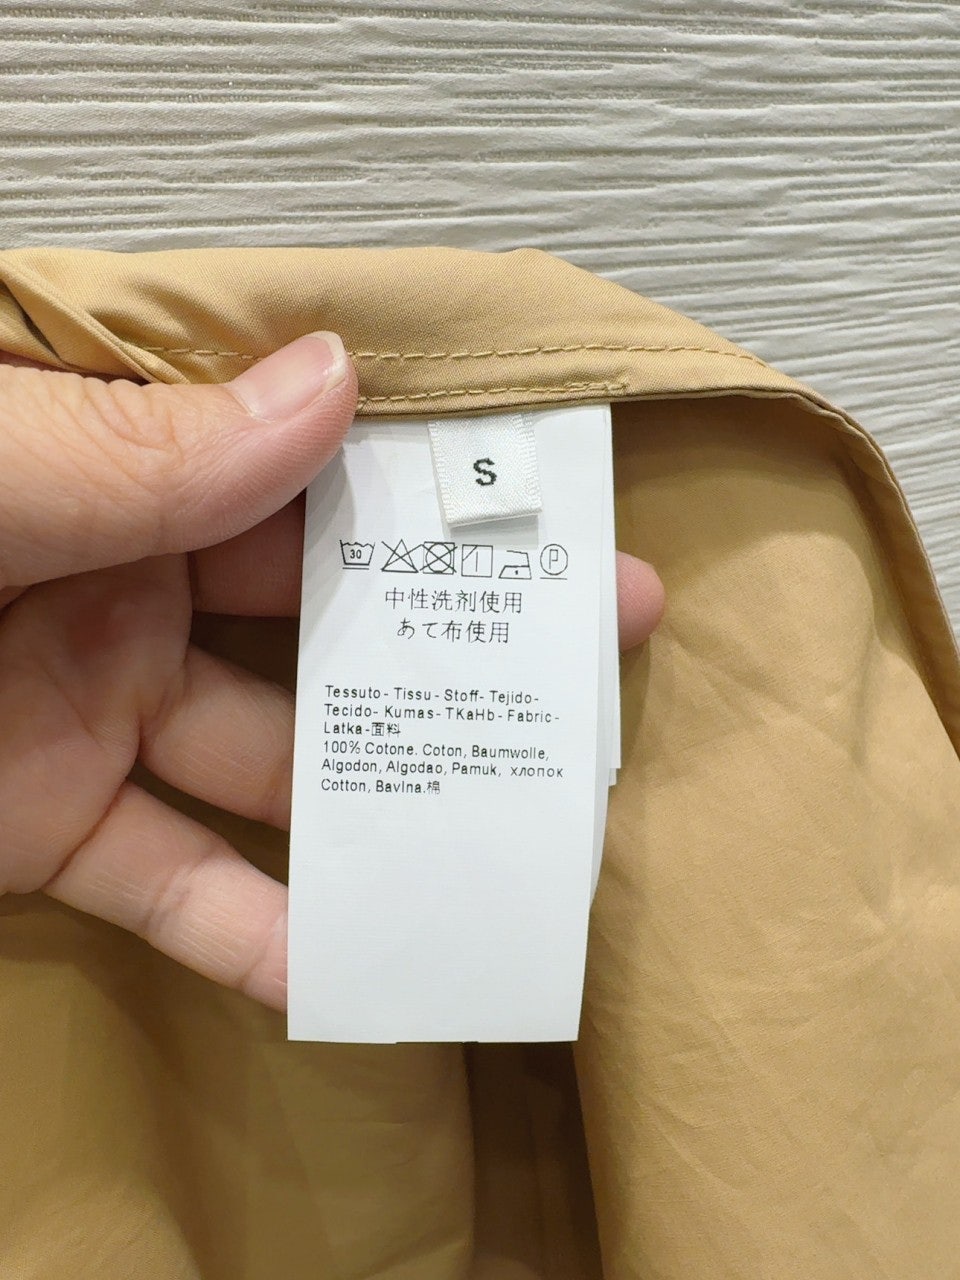 S
30 P
中性洗剤使用
あて布使用
Tessuto- Tissu- Stoff- Tejido-
Tecido- Kumas- TKaHb- Fabric-
Latka-面料
100% Cotone. Coton, Baumwolle,
Algodon, Algodao, Pamuk, хлопок
Cotton, Bavlna.棉